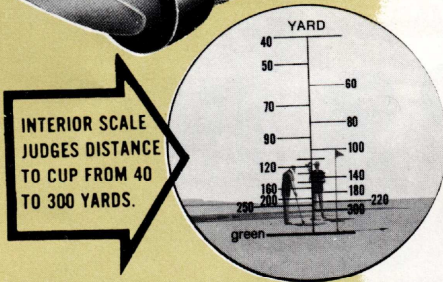 INTERIOR SCALE
JUDGES DISTANCE
TO CUP FROM 40
TO 300 YARDS.
YARD
40
50
60
70
80
90
100
120
140
160
180
200
220
250
300
green